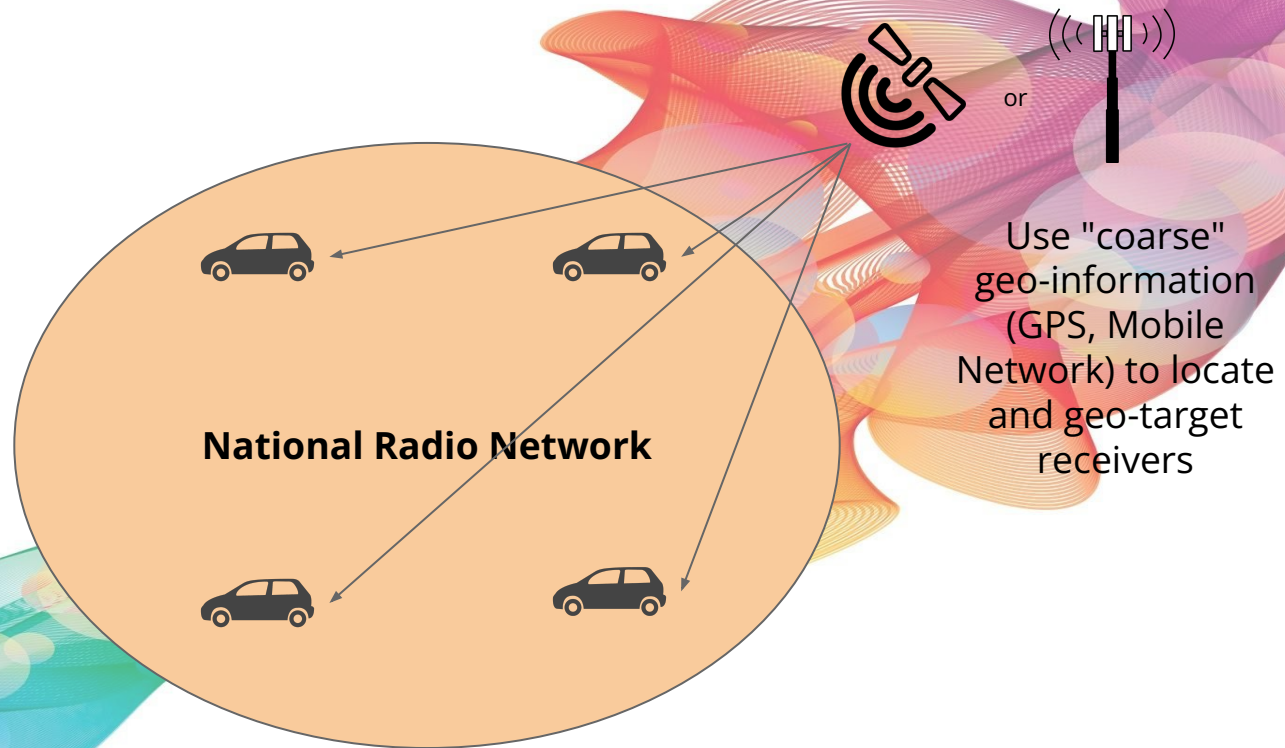 or
Use "coarse"
geo-information
(GPS, Mobile
Network) to locate
and geo-target
receivers
National Radio Network